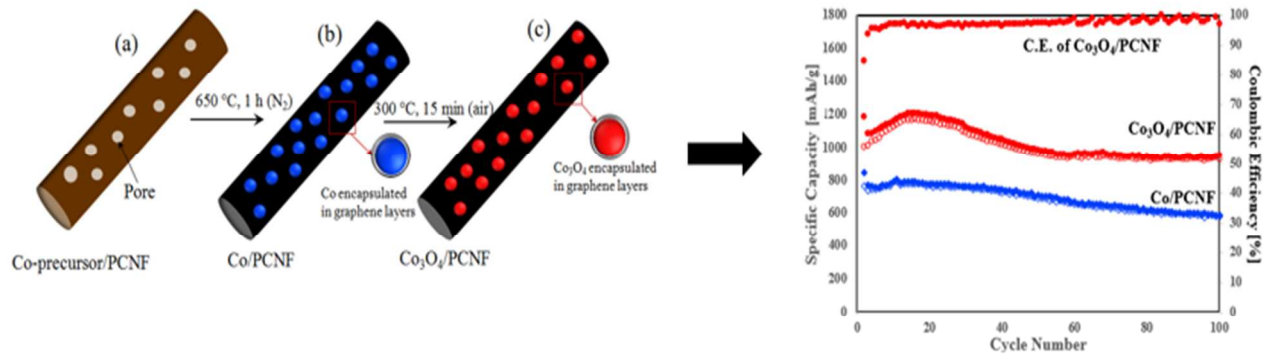 (a)
Pore
Co-precursor/PCNF
650 °C, 1 h (N₂)
(b)
Co encapsulated
in graphene layers
Co/PCNF
300 °C, 15 min (air)
(c)
Co₃O₄ encapsulated
in graphene layers
Co₃O₄/PCNF
Specific Capacity [mAh/g]
1800
1600
1400
1200
1000
800
600
400
200
0
C.E. of Co₃O₄/PCNF
Co₃O₄/PCNF
Co/PCNF
0 20 40 60 80 100
Cycle Number
100
90
80
70
60
50
40
30
20
10
0
Coulombic Efficiency [%]